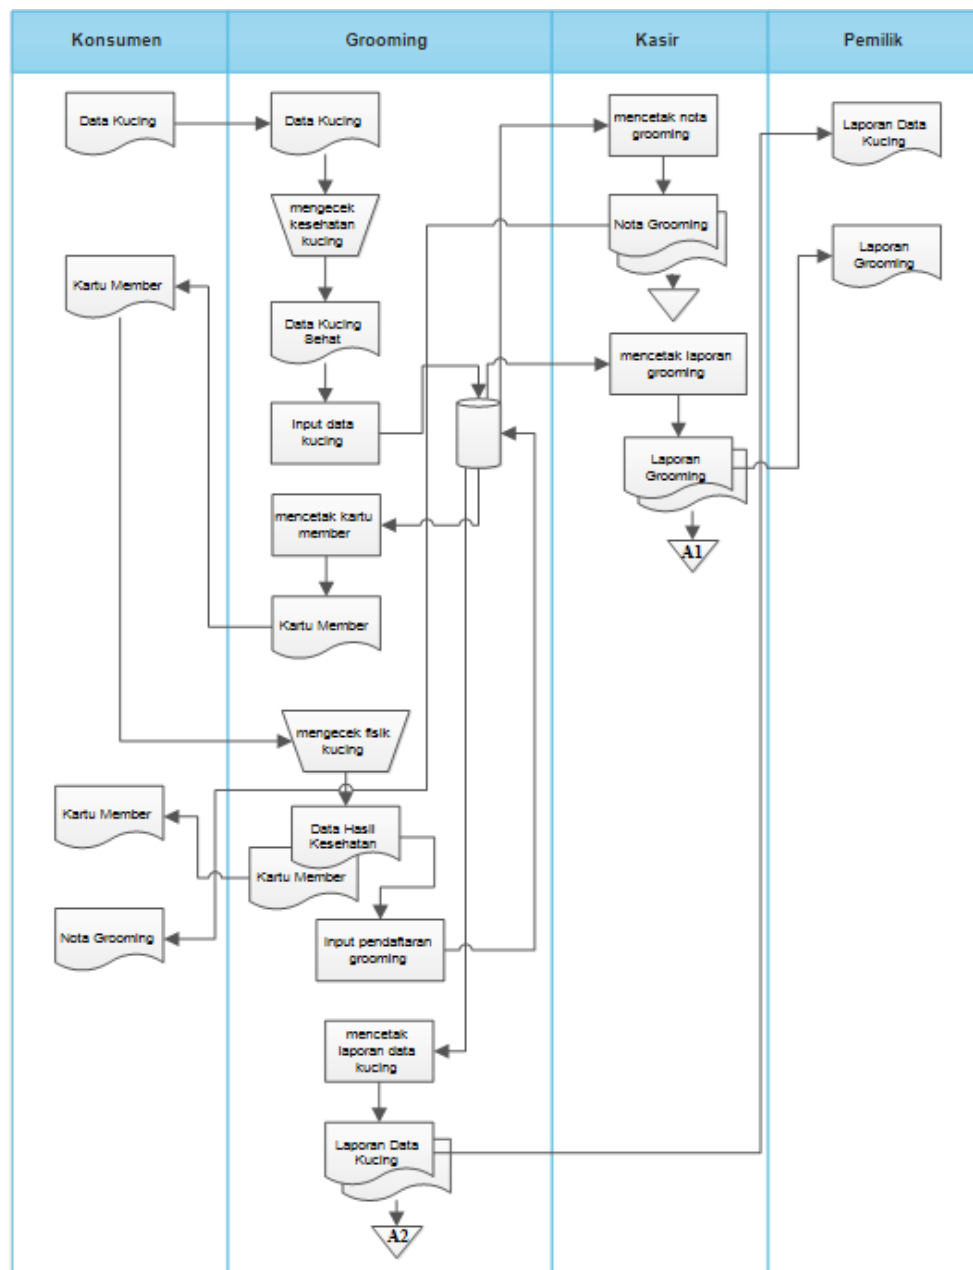 Konsumen
Grooming
Kasir
Pemilik
Data Kucing
Data Kucing
mencetak nota
grooming
Laporan Data
Kucing
mengecek
kesehatan
kucing
Nota Grooming
Laporan
Grooming
Kartu Member
Data Kucing
Sehat
mencetak laporan
grooming
Input data
kucing
Laporan
Grooming
mencetak kartu
member
A1
Kartu Member
mengecek fisik
kucing
Kartu Member
Data Hasil
Kesehatan
Kartu Member
Nota Grooming
Input pendaftaran
grooming
mencetak
laporan data
kucing
Laporan Data
Kucing
A2